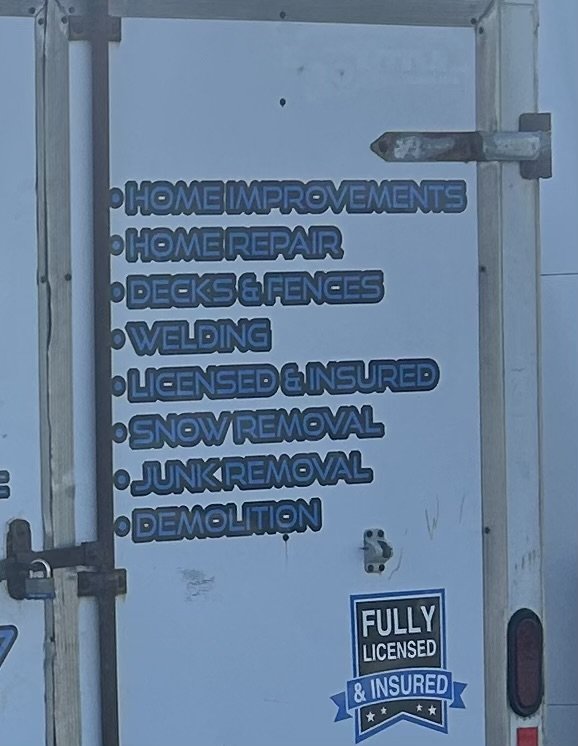 • HOME IMPROVEMENTS
• HOME REPAIR
• DECKS & FENCES
• WELDING
• LICENSED & INSURED
• SNOW REMOVAL
• JUNK REMOVAL
• DEMOLITION
FULLY
LICENSED
& INSURED